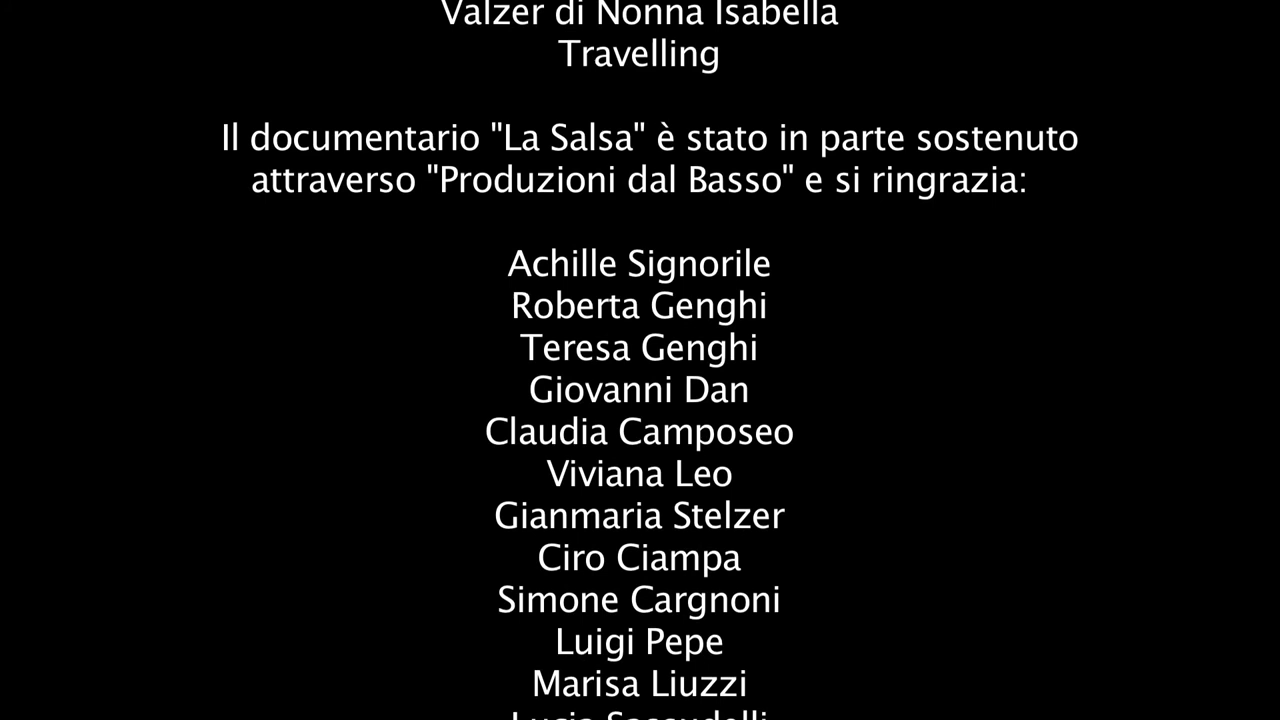 Valzer di Nonna Isabella
Travelling
Il documentario "La Salsa" è stato in parte sostenuto
attraverso "Produzioni dal Basso" e si ringrazia:
Achille Signorile
Roberta Genghi
Teresa Genghi
Giovanni Dan
Claudia Camposeo
Viviana Leo
Gianmaria Stelzer
Ciro Ciampa
Simone Cargnoni
Luigi Pepe
Marisa Liuzzi